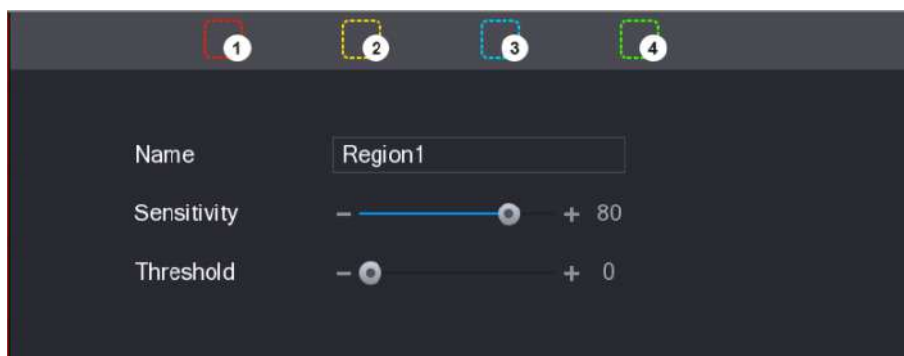 1 2 3 4
Name Region1
Sensitivity − + 80
Threshold − + 0